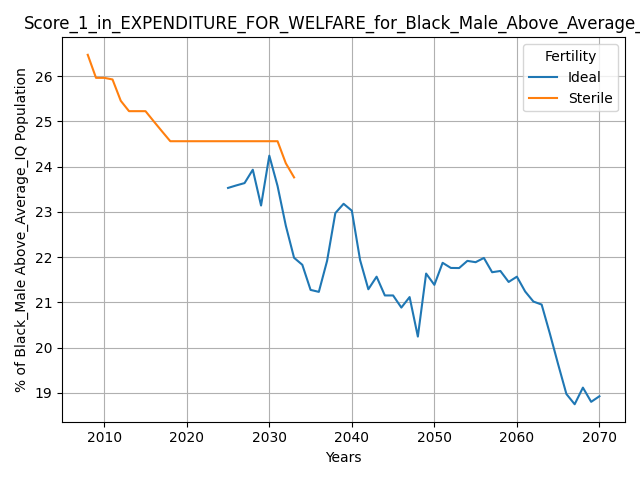 Score_1_in_EXPENDITURE_FOR_WELFARE_for_Black_Male_Above_Average_
Fertility
Ideal
Sterile
% of Black_Male Above_Average_IQ Population
26
25
24
23
22
21
20
19
2010 2020 2030 2040 2050 2060 2070
Years